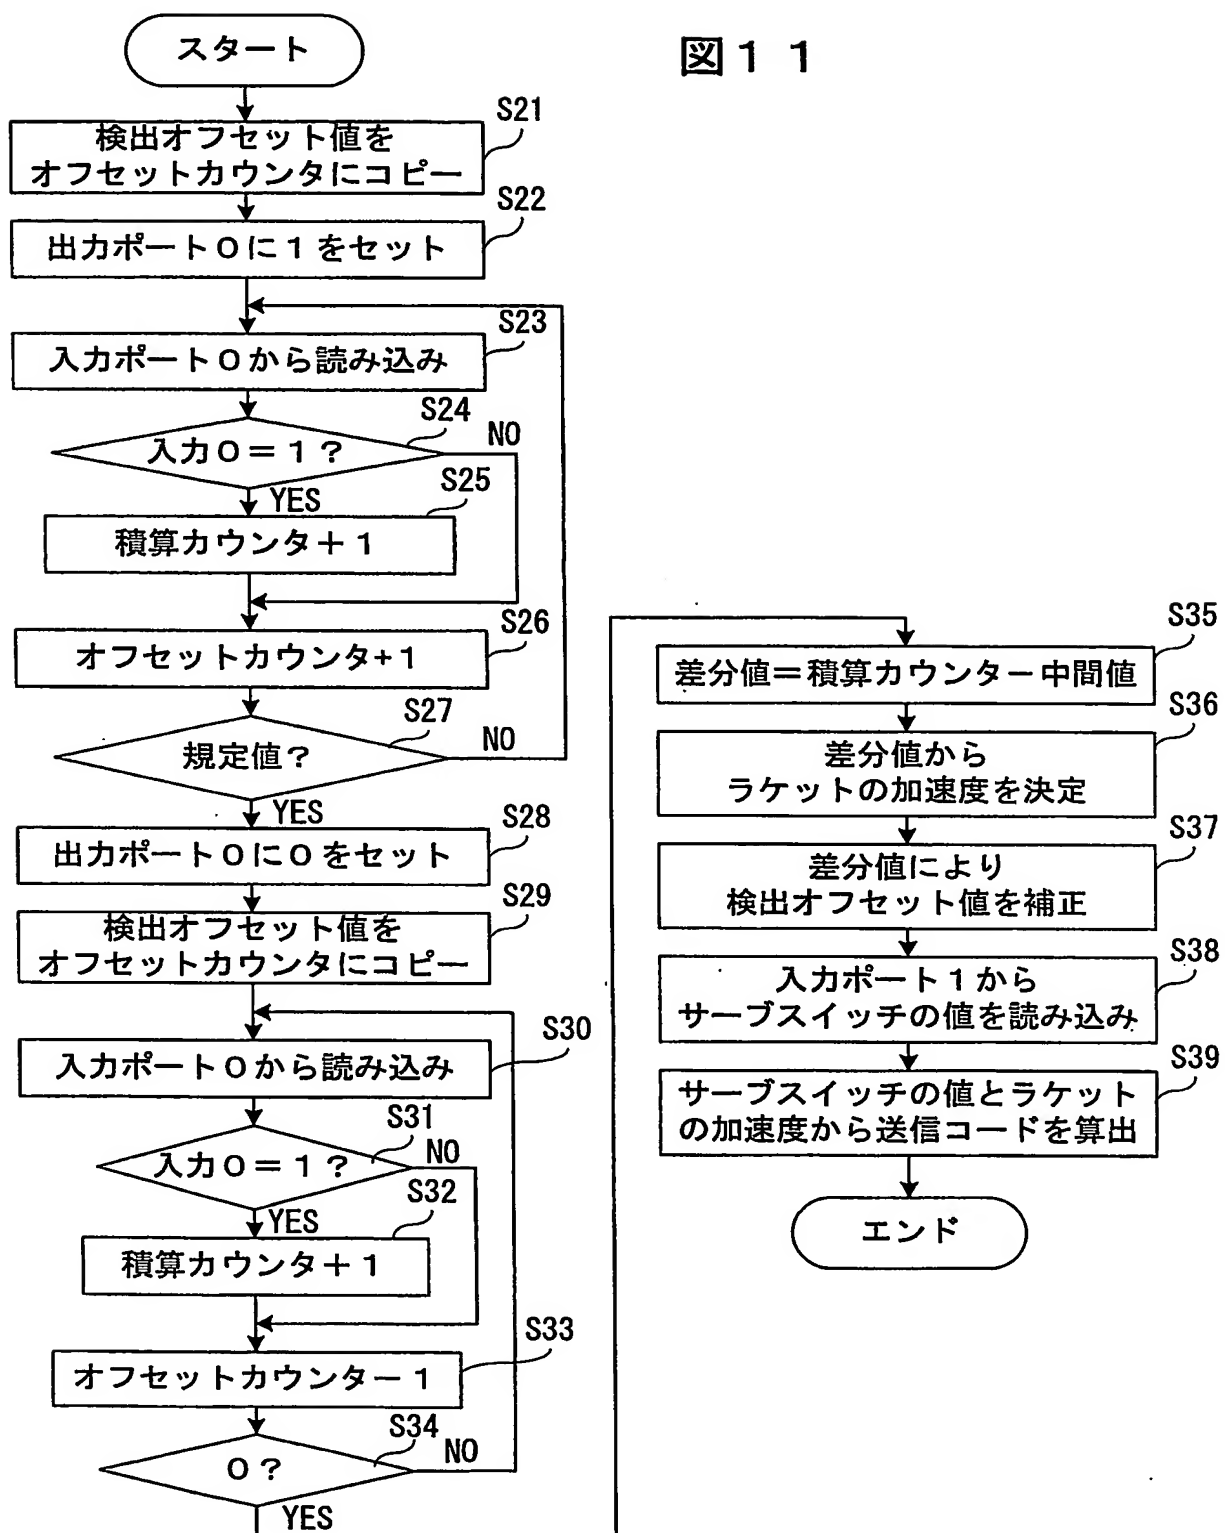 図11
スタート
S21
検出オフセット値を
オフセットカウンタにコピー
S22
出力ポート0に1をセット
S23
入力ポート0から読み込み
S24
入力0=1?
NO
YES
S25
積算カウンタ+1
S26
オフセットカウンタ+1
S27
規定値?
NO
YES
S28
出力ポート0に0をセット
S29
検出オフセット値を
オフセットカウンタにコピー
S30
入力ポート0から読み込み
S31
入力0=1?
NO
YES
S32
積算カウンタ+1
S33
オフセットカウンタ-1
S34
0?
NO
YES
S35
差分値=積算カウンタ-中間値
S36
差分値から
ラケットの加速度を決定
S37
差分値により
検出オフセット値を補正
S38
入力ポート1から
サーブスイッチの値を読み込み
S39
サーブスイッチの値とラケット
の加速度から送信コードを算出
エンド